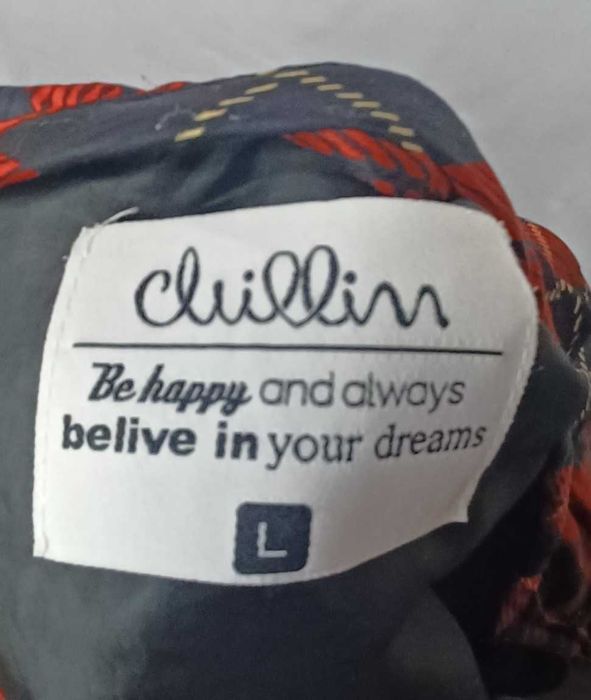 chillin
Be happy and always
belive in your dreams
L